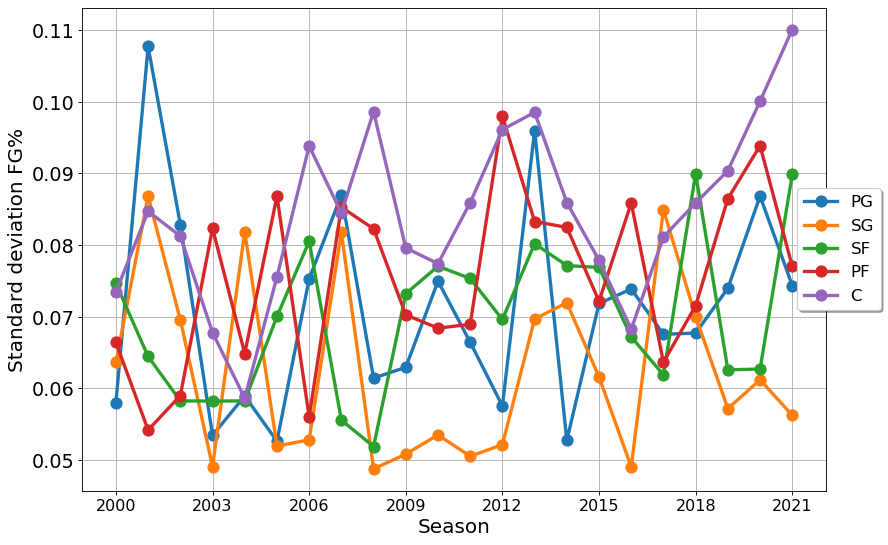 Standard deviation FG%
0.11
0.10
0.09
0.08
0.07
0.06
0.05
2000 2003 2006 2009 2012 2015 2018 2021
Season
PG
SG
SF
PF
C